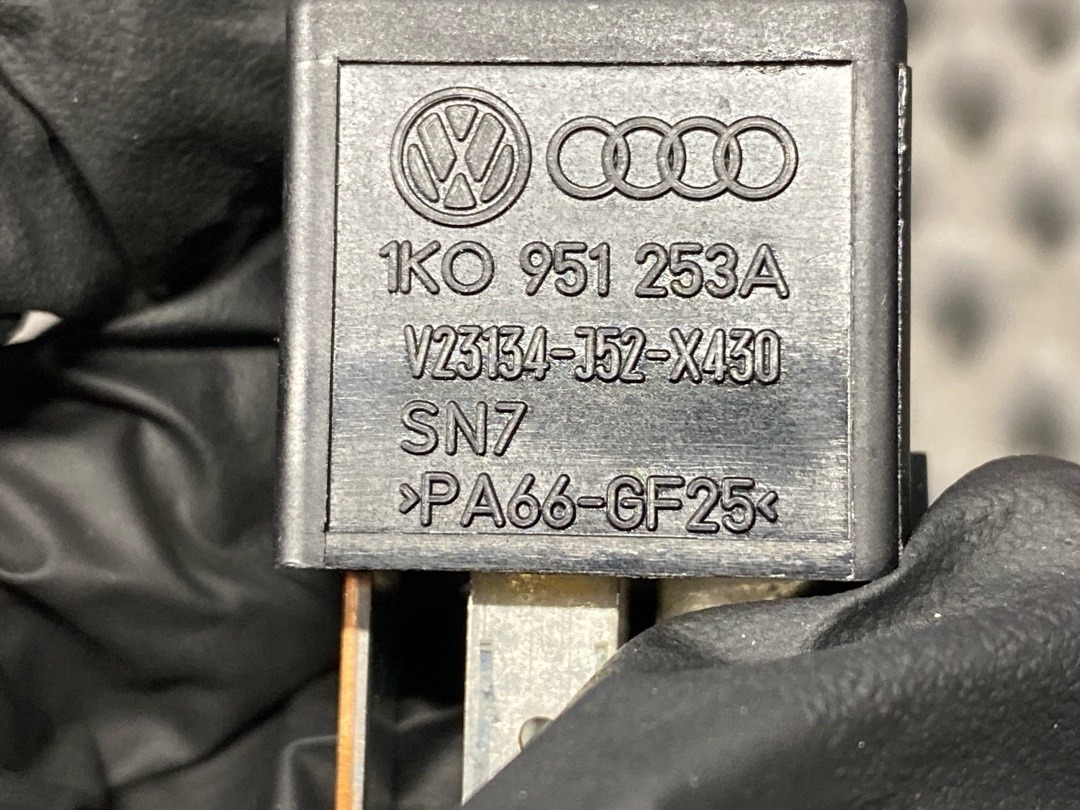 1K0 951 253A
V23134-J52-X430
SN7
>PA66-GF25<